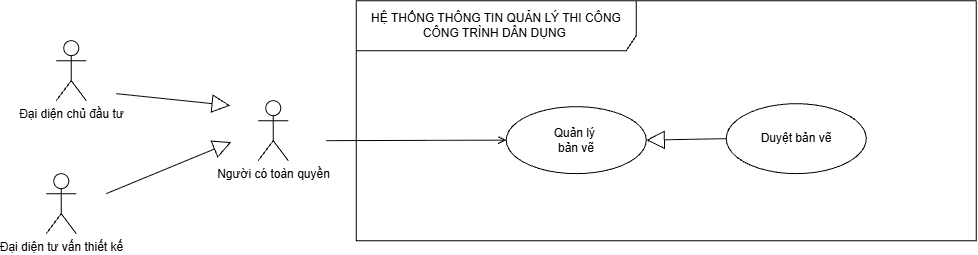 HỆ THỐNG THÔNG TIN QUẢN LÝ THI CÔNG
CÔNG TRÌNH DÂN DỤNG
Đại diện chủ đầu tư
Người có toàn quyền
Đại diện tư vấn thiết kế
Quản lý
bản vẽ
Duyệt bản vẽ